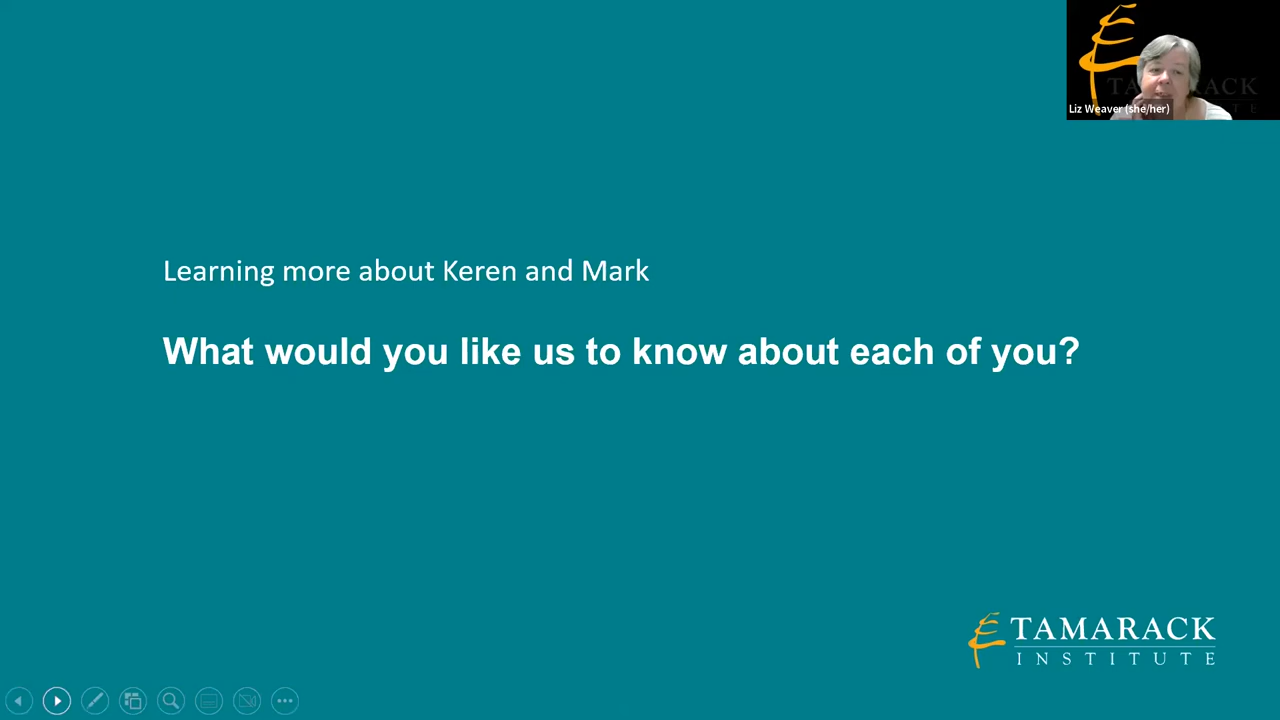 Liz Weaver (she/her)
Learning more about Keren and Mark
What would you like us to know about each of you?
TAMARACK
INSTITUTE